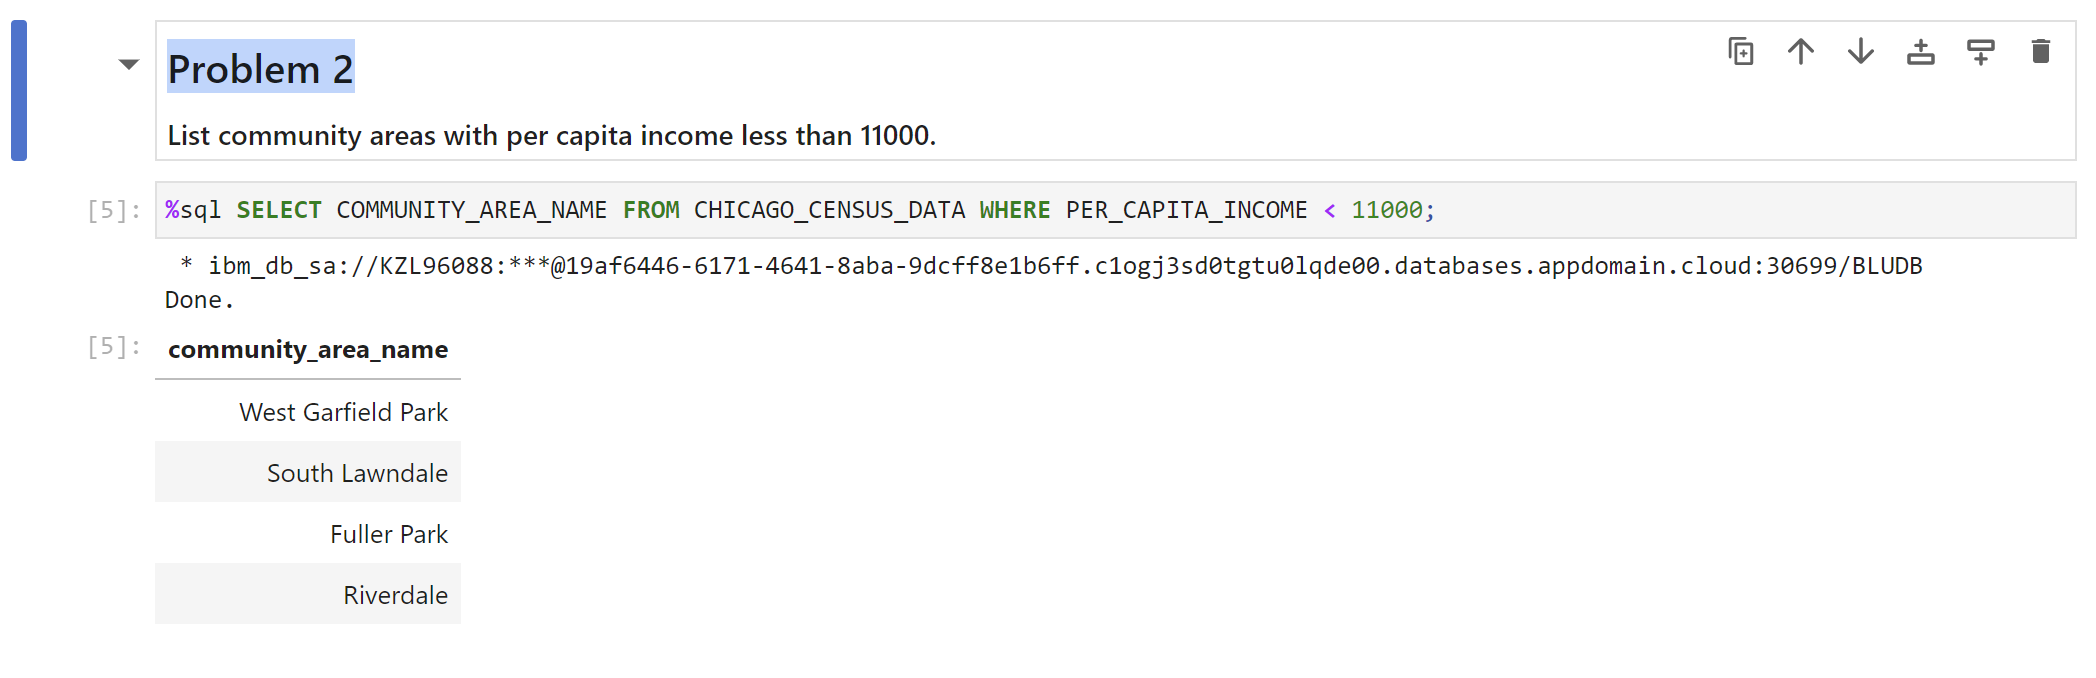 Problem 2
List community areas with per capita income less than 11000.
[5]: %sql SELECT COMMUNITY_AREA_NAME FROM CHICAGO_CENSUS_DATA WHERE PER_CAPITA_INCOME < 11000;
* ibm_db_sa://KZL96088:***@19af6446-6171-4641-8aba-9dcff8e1b6ff.c1ogj3sd0tgtu0lqde00.databases.appdomain.cloud:30699/BLUDB
Done.
[5]: community_area_name
West Garfield Park
South Lawndale
Fuller Park
Riverdale